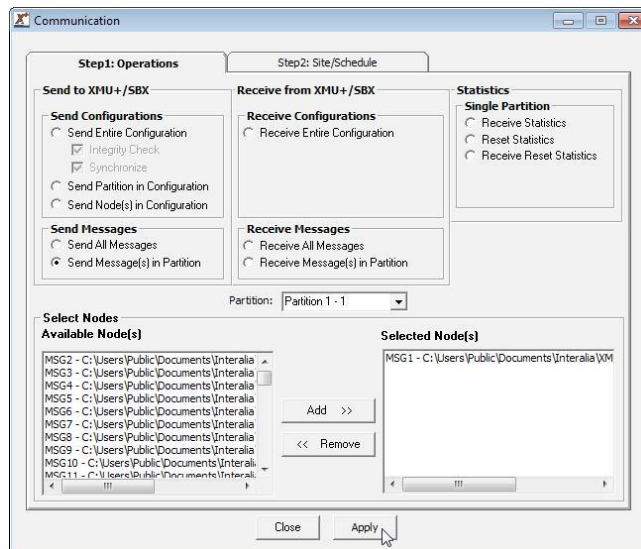 Communication
Step1: Operations
Step2: Site/Schedule
Send to XMU+/SBX
Send Configurations
Send Entire Configuration
Integrity Check
Synchronize
Send Partition in Configuration
Send Node(s) in Configuration
Send Messages
Send All Messages
Send Message(s) in Partition
Receive from XMU+/SBX
Receive Configurations
Receive Entire Configuration
Receive Messages
Receive All Messages
Receive Message(s) in Partition
Statistics
Single Partition
Receive Statistics
Reset Statistics
Receive Reset Statistics
Partition: Partition 1 - 1
Select Nodes
Available Node(s)
MSG2 - C:\Users\Public\Documents\Interalia
MSG3 - C:\Users\Public\Documents\Interalia
MSG4 - C:\Users\Public\Documents\Interalia
MSG5 - C:\Users\Public\Documents\Interalia
MSG6 - C:\Users\Public\Documents\Interalia
MSG7 - C:\Users\Public\Documents\Interalia
MSG8 - C:\Users\Public\Documents\Interalia
MSG9 - C:\Users\Public\Documents\Interalia
MSG10 - C:\Users\Public\Documents\Interalia
MSG11 - C:\Users\Public\Documents\Interalia
Add >>
<< Remove
Selected Node(s)
MSG1 - C:\Users\Public\Documents\Interalia\XM
Close
Apply